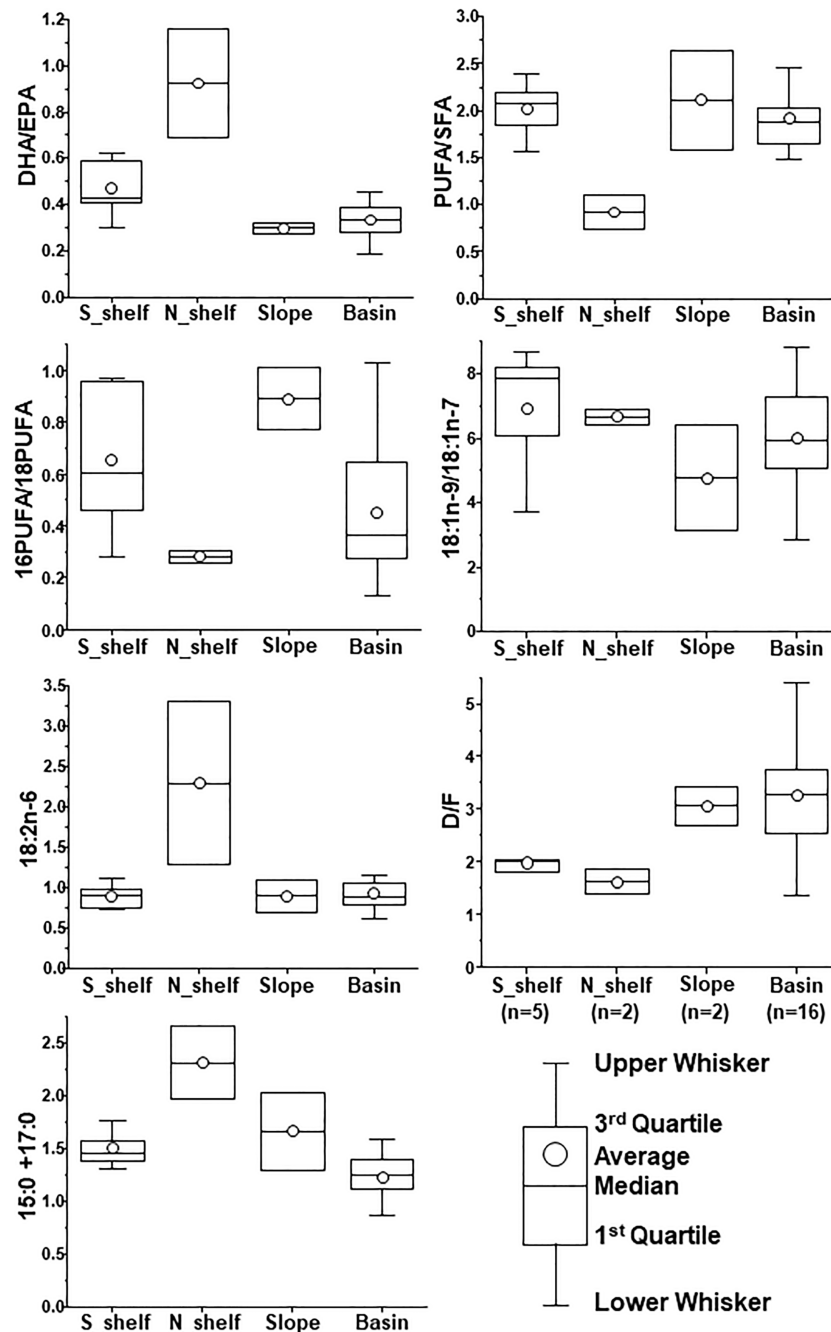 DHA/EPA
1.2
1.0
0.8
0.6
0.4
0.2
0.0
S_shelf N_shelf Slope Basin
PUFA/SFA
3.0
2.5
2.0
1.5
1.0
0.5
0.0
S_shelf N_shelf Slope Basin
16PUFA/18PUFA
1.0
0.8
0.6
0.4
0.2
0.0
S_shelf N_shelf Slope Basin
18:1n-9/18:1n-7
8
6
4
2
0
S_shelf N_shelf Slope Basin
18:2n-6
3.5
3.0
2.5
2.0
1.5
1.0
0.5
0.0
S_shelf N_shelf Slope Basin
D/F
5
4
3
2
1
0
S_shelf N_shelf Slope Basin
(n=5) (n=2) (n=2) (n=16)
15:0 +17:0
2.5
2.0
1.5
1.0
0.5
0.0
S_shelf N_shelf Slope Basin
Upper Whisker
3rd Quartile
Average
Median
1st Quartile
Lower Whisker